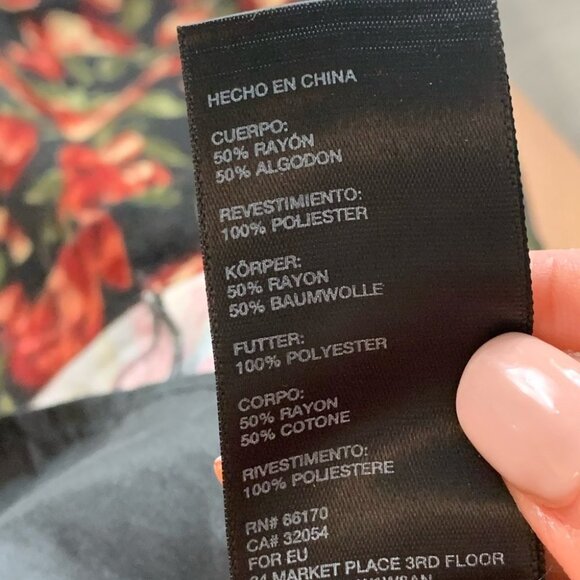 HECHO EN CHINA
CUERPO:
50% RAYÓN
50% ALGODON
REVESTIMIENTO:
100% POLIESTER
KÖRPER:
50% RAYON
50% BAUMWOLLE
FUTTER:
100% POLYESTER
CORPO:
50% RAYON
50% COTONE
RIVESTIMENTO:
100% POLIESTERE
RN# 66170
CA# 32054
FOR EU
MARKET PLACE 3RD FLOOR